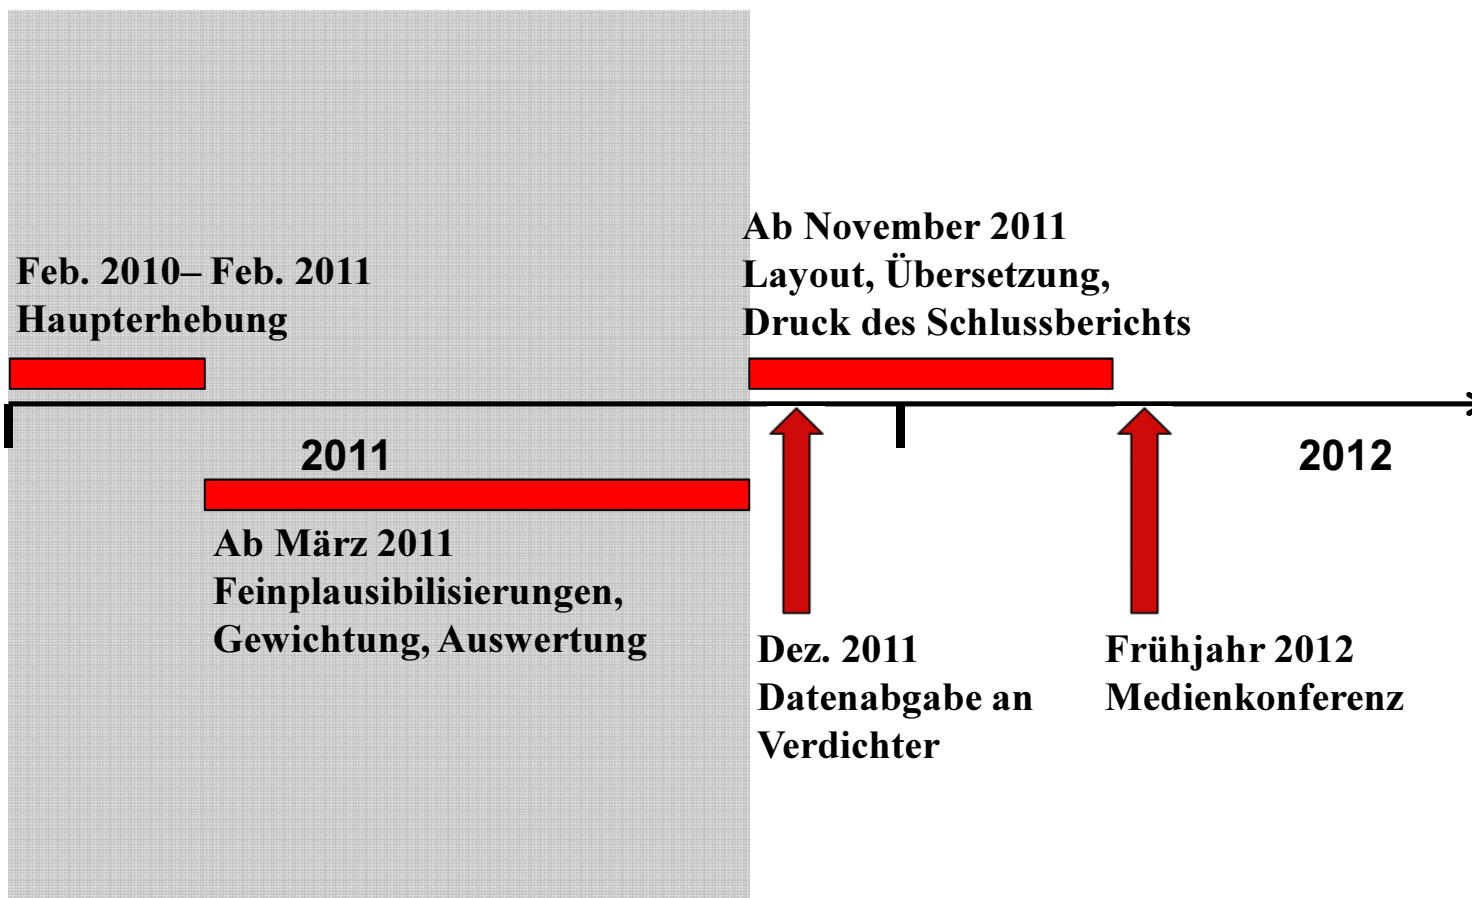 Feb. 2010– Feb. 2011
Haupterhebung
Ab November 2011
Layout, Übersetzung,
Druck des Schlussberichts
2011
2012
Ab März 2011
Feinplausibilisierungen,
Gewichtung, Auswertung
Dez. 2011
Datenabgabe an
Verdichter
Frühjahr 2012
Medienkonferenz